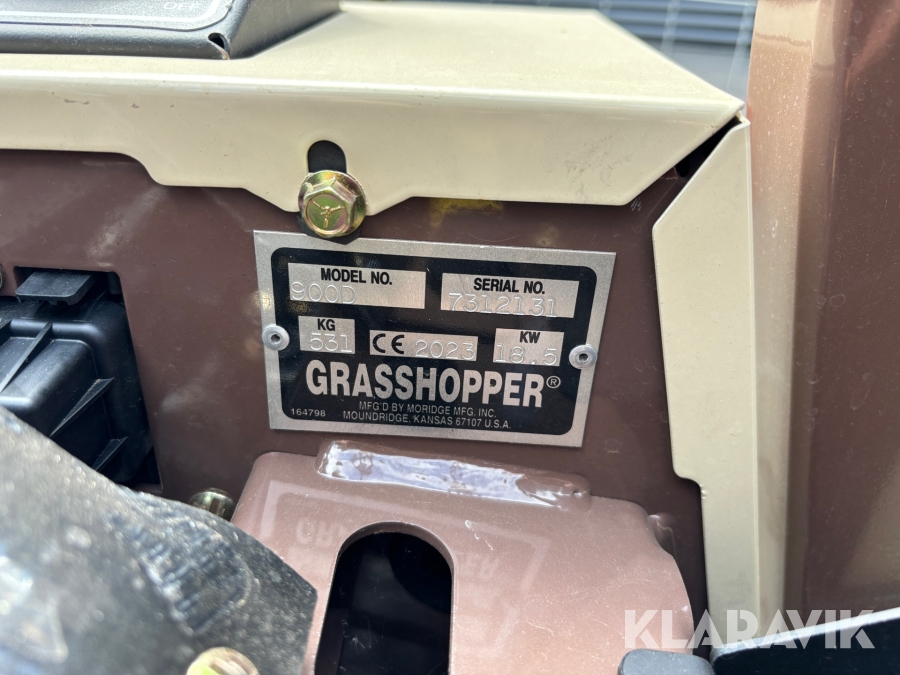 OFF
MODEL NO. SERIAL NO.
900D 7312131
KG KW
531 CE 2023 18.5
GRASSHOPPER®
MFG'D BY MORIDGE MFG. INC.
164798 MOUNDRIDGE, KANSAS 67107 U.S.A.
KLARAVIK